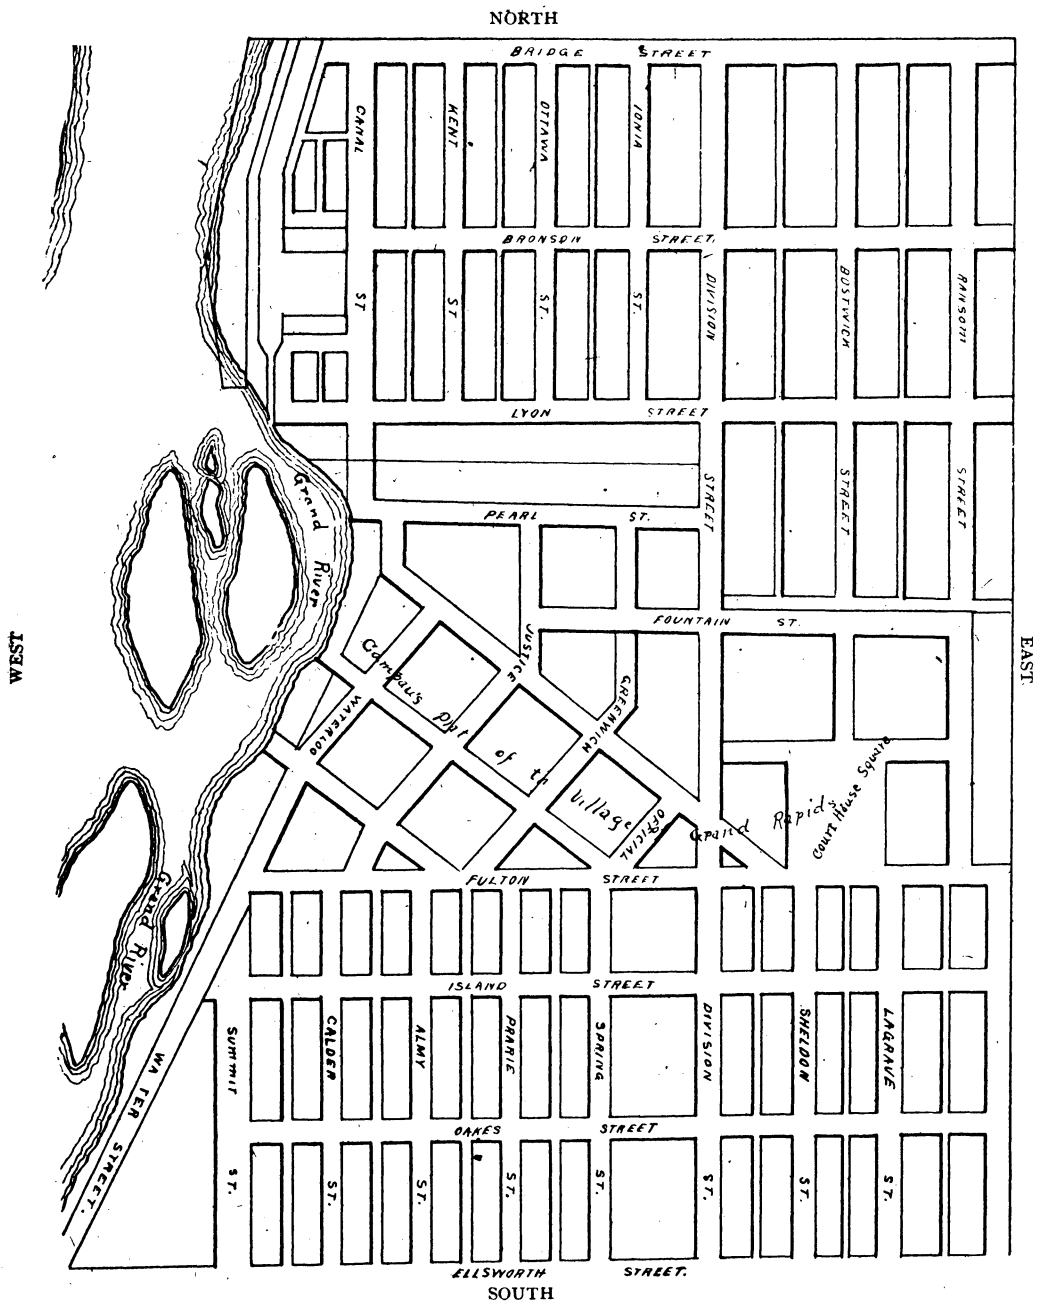 NORTH
BRIDGE STREET
CANAL ST
KENT ST.
OTTAWA ST.
IONA ST.
BRONSON STREET.
DIVISION STREET
BOSTWICH STREET
RANSOM STREET
LYON STREET
Grand River
PEARL ST.
FOUNTAIN ST.
JUSTICE
GREENWICH
WATERLOO
OFFICIAL
Campau's plat of th village Grand Rapids
Court House Square
WEST
EAST.
FULTON STREET
Grand River
ISLAND STREET
SUMMIT ST.
CALDER ST.
ALMY ST.
PRARIE ST.
SPRING ST.
DIVISION ST.
SHELDON ST.
LAGRAVE ST.
WATER STREET.
OAKES STREET
ELLSWORTH STREET.
SOUTH